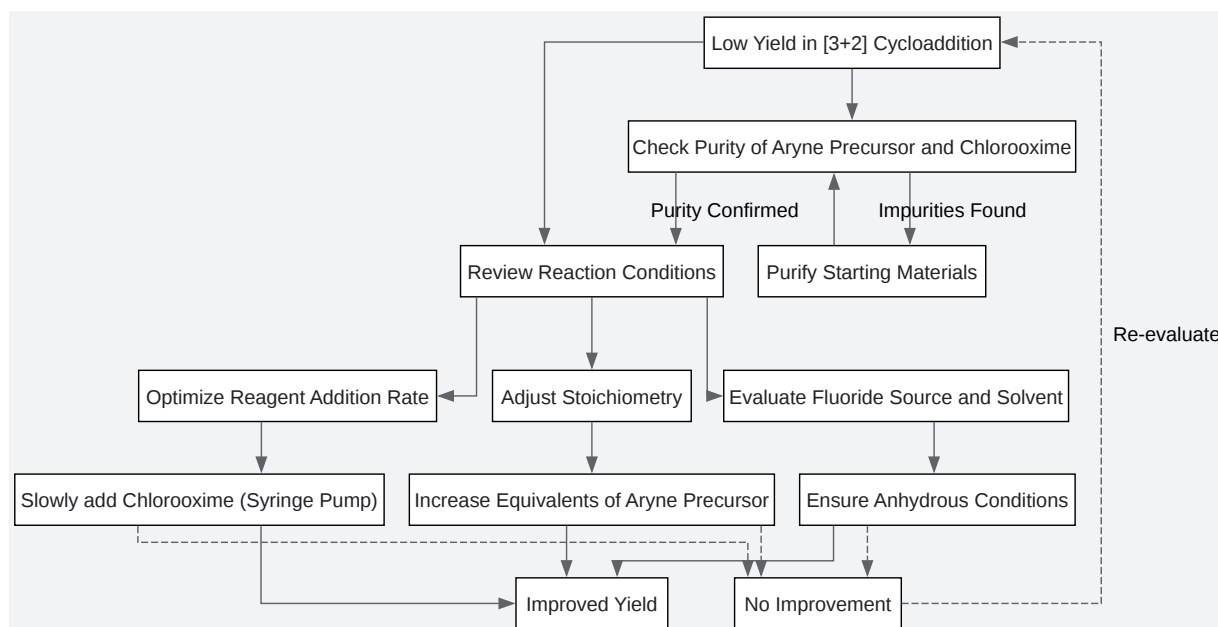 Low Yield in [3+2] Cycloaddition
Check Purity of Aryne Precursor and Chlorooxime
Purity Confirmed
Impurities Found
Review Reaction Conditions
Purify Starting Materials
Re-evaluate
Optimize Reagent Addition Rate
Adjust Stoichiometry
Evaluate Fluoride Source and Solvent
Slowly add Chlorooxime (Syringe Pump)
Increase Equivalents of Aryne Precursor
Ensure Anhydrous Conditions
Improved Yield
No Improvement